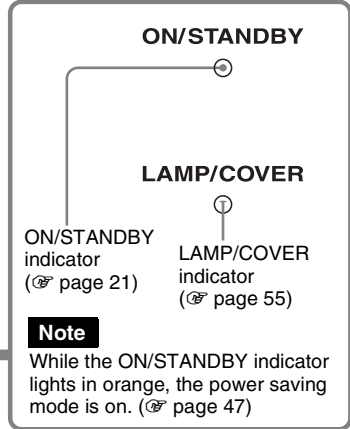 ON/STANDBY
LAMP/COVER
ON/STANDBY
indicator
(☞ page 21)
LAMP/COVER
indicator
(☞ page 55)
Note
While the ON/STANDBY indicator
lights in orange, the power saving
mode is on. (☞ page 47)